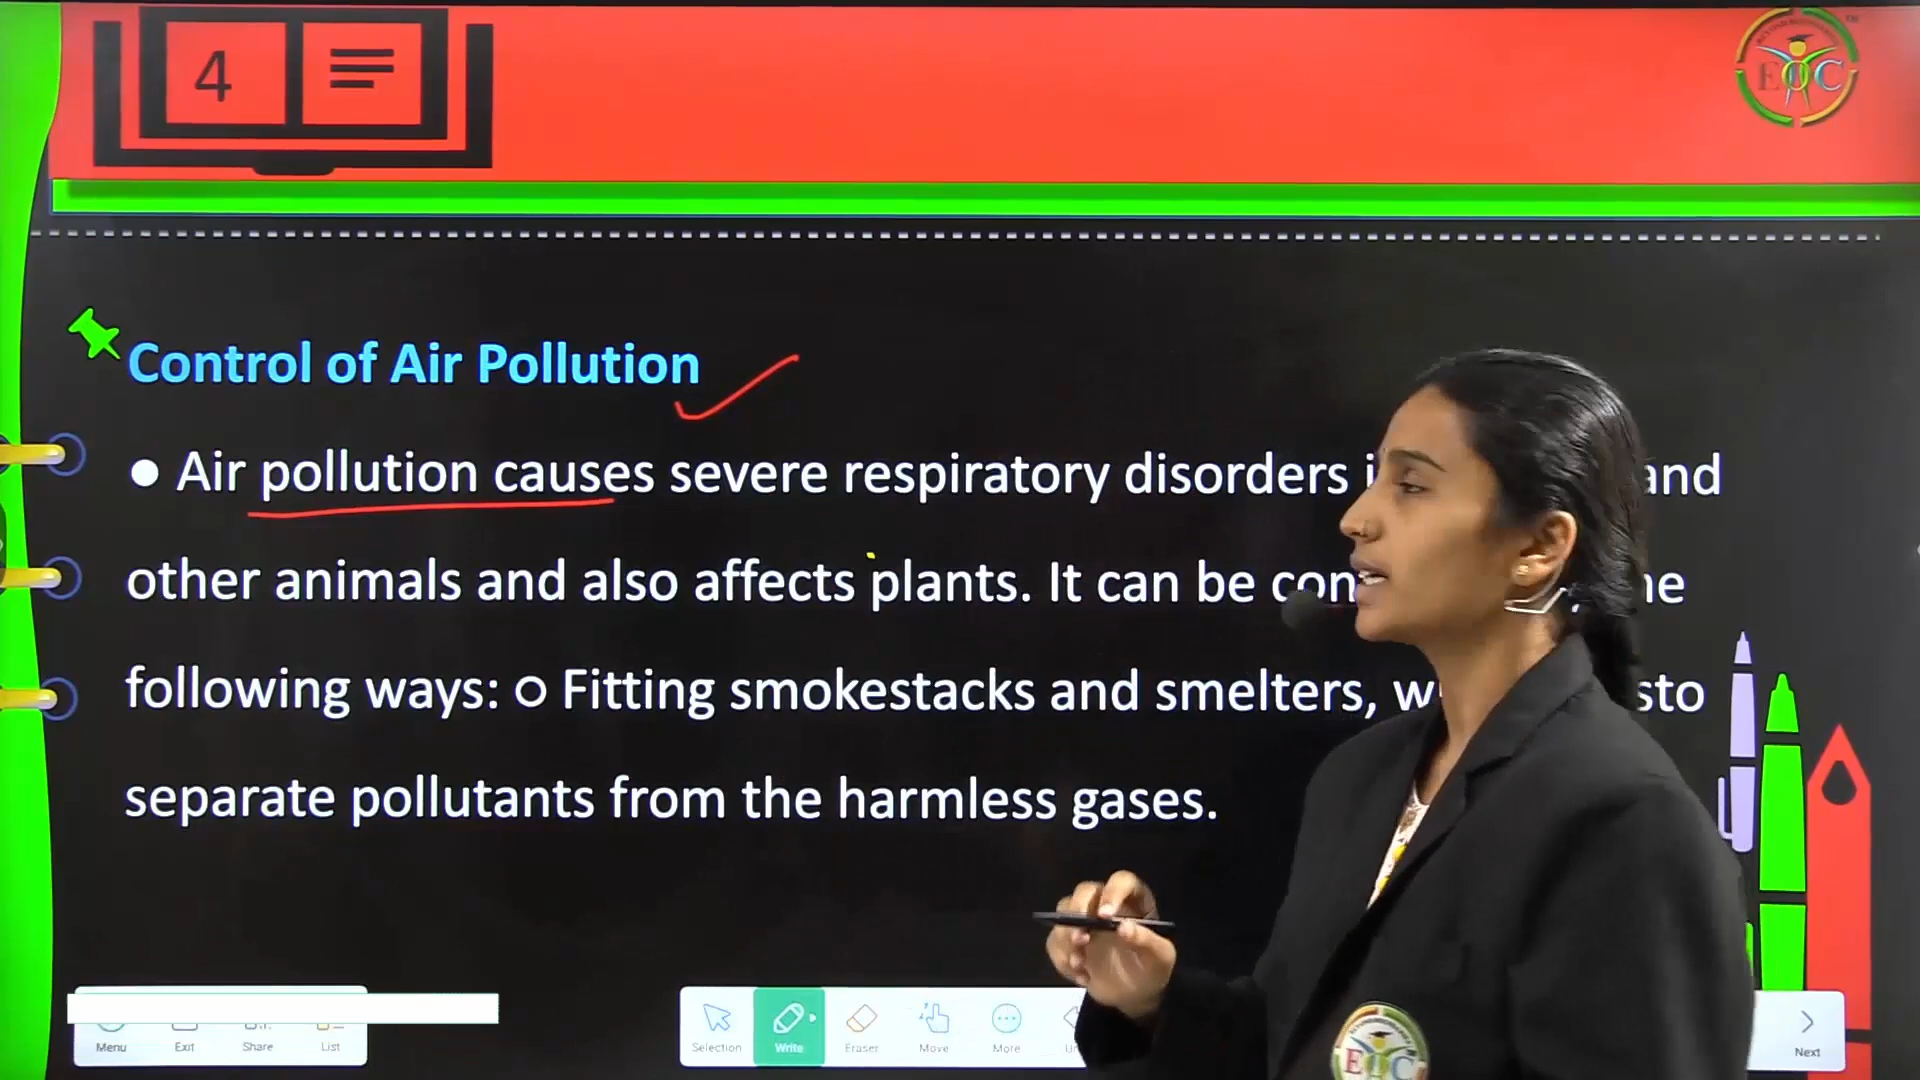 4
EIC
Control of Air Pollution
● Air pollution causes severe respiratory disorders and
other animals and also affects plants. It can be
following ways: ○ Fitting smokestacks and smelters,
separate pollutants from the harmless gases.
Menu Exit Share List
Selection Write Eraser Move More
Next
EIC